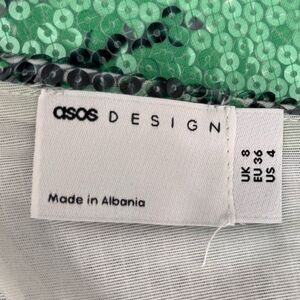 asos DESIGN
Made in Albania
UK 8
EU 36
US 4